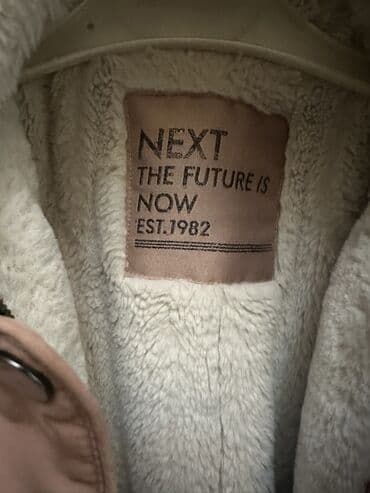 NEXT
THE FUTURE IS
NOW
EST.1982